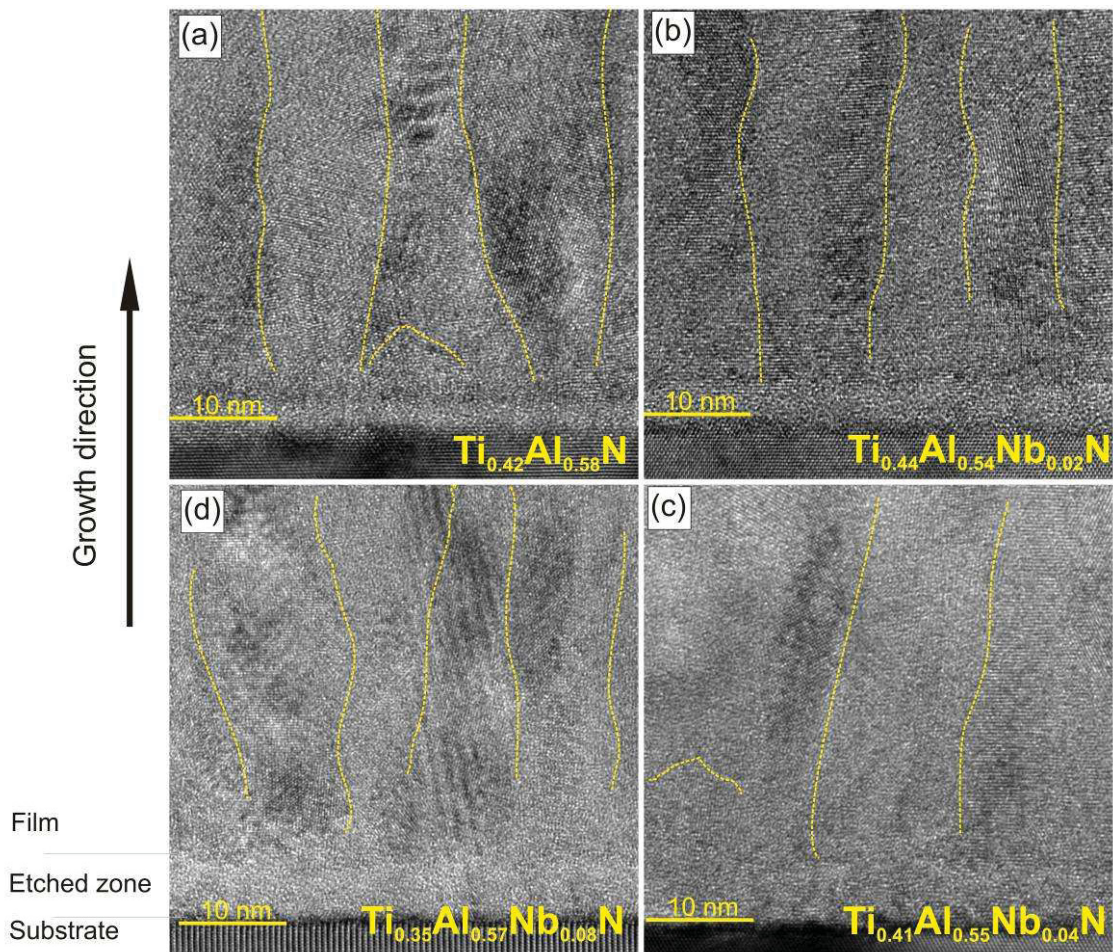 (a)
(b)
10 nm
Ti0.42Al0.58N
10 nm
Ti0.44Al0.54Nb0.02N
Growth direction
(d)
(c)
Film
Etched zone
Substrate
10 nm
Ti0.35Al0.57Nb0.08N
10 nm
Ti0.41Al0.55Nb0.04N